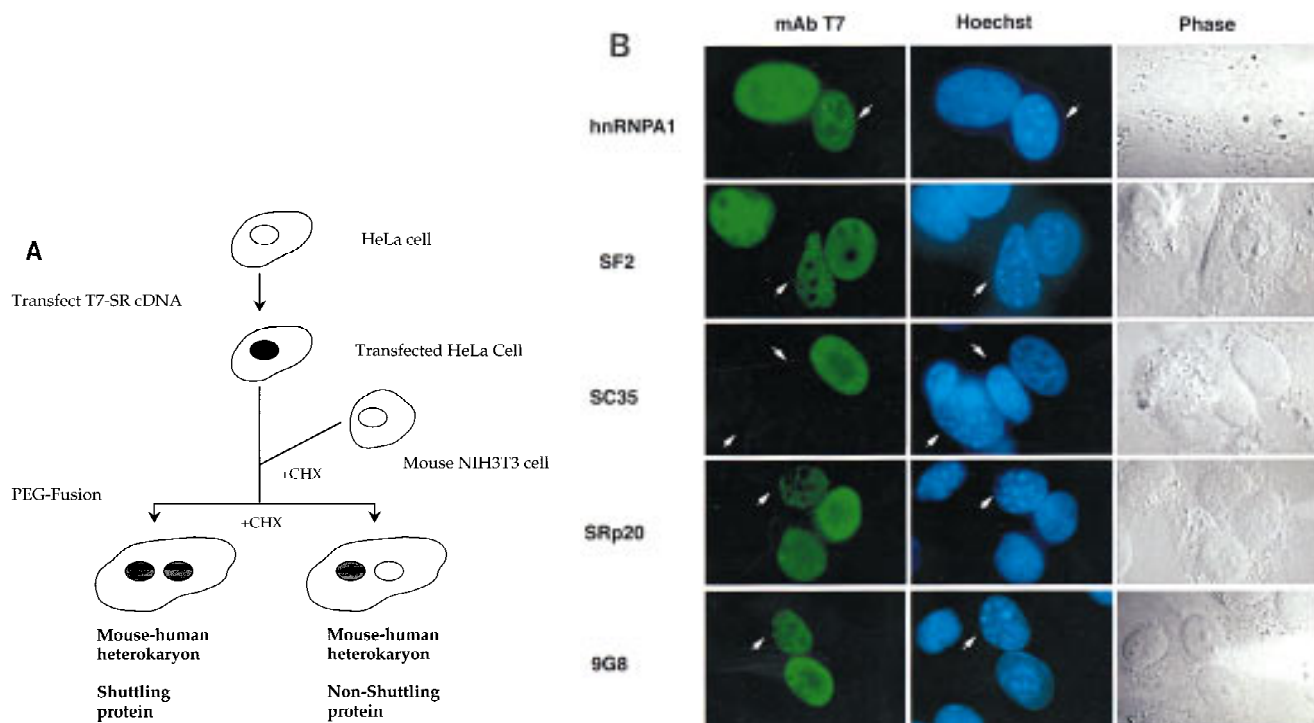 A
HeLa cell
Transfect T7-SR cDNA
Transfected HeLa Cell
Mouse NIH3T3 cell
+CHX
PEG-Fusion
+CHX
Mouse-human
heterokaryon
Mouse-human
heterokaryon
Shuttling
protein
Non-Shuttling
protein
B
mAb T7
Hoechst
Phase
hnRNPA1
SF2
SC35
SRp20
9G8